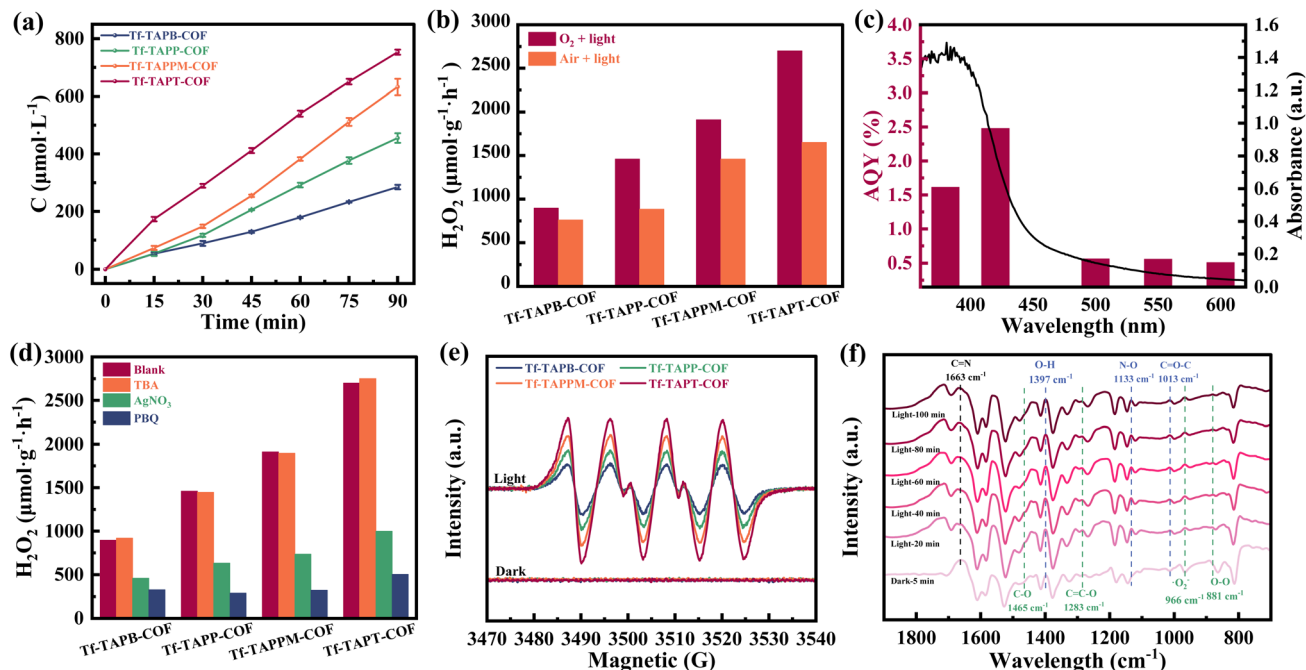 (a)
Tf-TAPB-COF
Tf-TAPP-COF
Tf-TAPPM-COF
Tf-TAPT-COF
C (μmol·L⁻¹)
800
600
400
200
0
0 15 30 45 60 75 90
Time (min)
(b)
O₂ + light
Air + light
H₂O₂ (μmol·g⁻¹·h⁻¹)
3000
2500
2000
1500
1000
500
0
Tf-TAPB-COF Tf-TAPP-COF Tf-TAPPM-COF Tf-TAPT-COF
(c)
AQY (%)
4.0
3.5
3.0
2.5
2.0
1.5
1.0
0.5
Absorbance (a.u.)
1.6
1.4
1.2
1.0
0.8
0.6
0.4
0.2
0.0
400 450 500 550 600
Wavelength (nm)
(d)
Blank
TBA
AgNO₃
PBQ
H₂O₂ (μmol·g⁻¹·h⁻¹)
3000
2500
2000
1500
1000
500
0
Tf-TAPB-COF Tf-TAPP-COF Tf-TAPPM-COF Tf-TAPT-COF
(e)
Tf-TAPB-COF Tf-TAPP-COF
Tf-TAPPM-COF Tf-TAPT-COF
Intensity (a.u.)
Light
Dark
3470 3480 3490 3500 3510 3520 3530 3540
Magnetic (G)
(f)
C=N
1663 cm⁻¹
O-H
1397 cm⁻¹
N-O
1133 cm⁻¹
C=O-C
1013 cm⁻¹
Intensity (a.u.)
Light-100 min
Light-80 min
Light-60 min
Light-40 min
Light-20 min
Dark-5 min
C-O
1465 cm⁻¹
C=C-O
1283 cm⁻¹
·O₂⁻
966 cm⁻¹
O-O
881 cm⁻¹
1800 1600 1400 1200 1000 800
Wavelength (cm⁻¹)